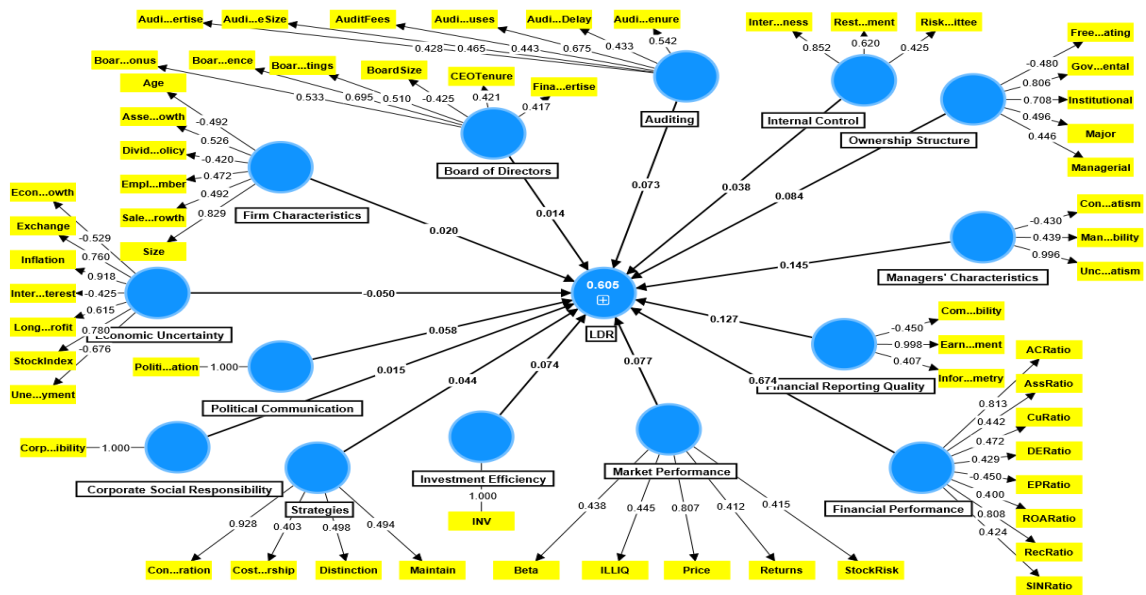 Audi...ertise
Audi...eSize
AuditFees
Audi...uses
Audi...Delay
Audi...enure
0.428
0.465
0.443
0.675
0.433
0.542
Auditing
Inter...ness
Rest...ment
Risk...ittee
0.852
0.620
0.425
Internal Control
Free...ating
Gov...ental
Institutional
Major
Managerial
-0.480
0.806
0.708
0.496
0.446
Ownership Structure
Boar...onus
Boar...ence
Boar...tings
BoardSize
CEOTenure
Fina...ertise
0.533
0.695
0.510
-0.425
0.421
0.417
Board of Directors
Age
Asse...owth
Divid...olicy
Empl...mber
Sale...rowth
Size
-0.492
0.526
-0.420
0.472
0.492
0.829
Firm Characteristics
Econ...owth
Exchange
Inflation
Inter...terest
Long...rofit
StockIndex
Une...yment
-0.529
0.760
0.918
-0.425
0.615
0.780
-0.676
Economic Uncertainty
Con...atism
Man...bility
Unc...atism
-0.430
0.439
0.996
Managers' Characteristics
0.073
0.038
0.084
0.014
0.020
0.145
-0.050
0.605
LDR
0.127
0.058
0.015
0.044
0.074
0.077
0.674
Politi...ation
1.000
Political Communication
Corp...ibility
1.000
Corporate Social Responsibility
Strategies
0.928
0.403
0.498
0.494
Con...ration
Cost...rship
Distinction
Maintain
Investment Efficiency
1.000
INV
Market Performance
0.438
0.445
0.807
0.412
0.415
Beta
ILLIQ
Price
Returns
StockRisk
Com...bility
Earn...ment
Infor...metry
-0.450
0.998
0.407
Financial Reporting Quality
ACRatio
AssRatio
CuRatio
DERatio
EPRatio
ROARatio
RecRatio
SINRatio
0.813
0.442
0.472
0.429
-0.450
0.400
0.808
0.424
Financial Performance